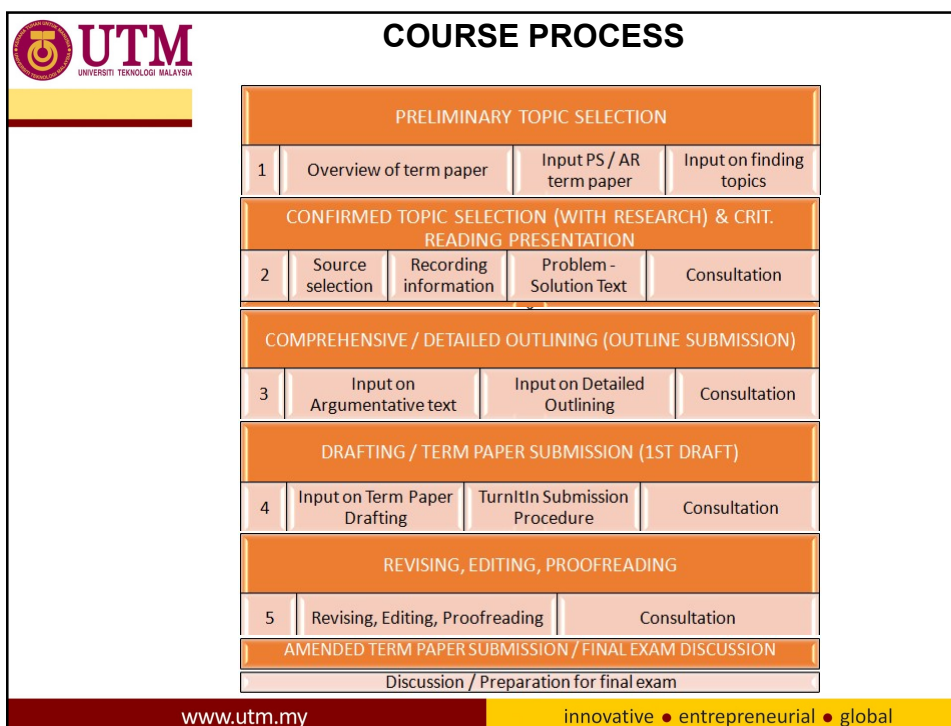 UTM
UNIVERSITI TEKNOLOGI MALAYSIA
COURSE PROCESS
PRELIMINARY TOPIC SELECTION
1
Overview of term paper
Input PS / AR
term paper
Input on finding
topics
CONFIRMED TOPIC SELECTION (WITH RESEARCH) & CRIT.
READING PRESENTATION
2
Source
selection
Recording
information
Problem -
Solution Text
Consultation
COMPREHENSIVE / DETAILED OUTLINING (OUTLINE SUBMISSION)
3
Input on
Argumentative text
Input on Detailed
Outlining
Consultation
DRAFTING / TERM PAPER SUBMISSION (1ST DRAFT)
4
Input on Term Paper
Drafting
TurnItIn Submission
Procedure
Consultation
REVISING, EDITING, PROOFREADING
5
Revising, Editing, Proofreading
Consultation
AMENDED TERM PAPER SUBMISSION / FINAL EXAM DISCUSSION
Discussion / Preparation for final exam
www.utm.my
innovative ● entrepreneurial ● global